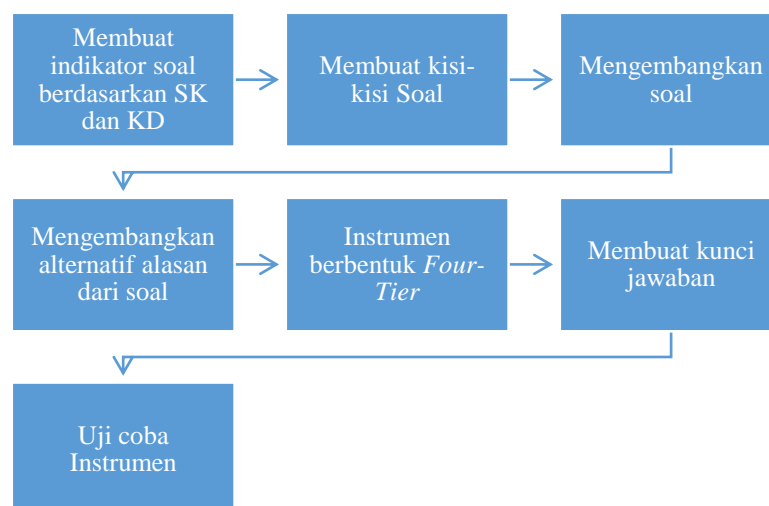 Membuat
indikator soal
berdasarkan SK
dan KD
Membuat kisi-
kisi Soal
Mengembangkan
soal
Mengembangkan
alternatif alasan
dari soal
Instrumen
berbentuk Four-
Tier
Membuat kunci
jawaban
Uji coba
Instrumen